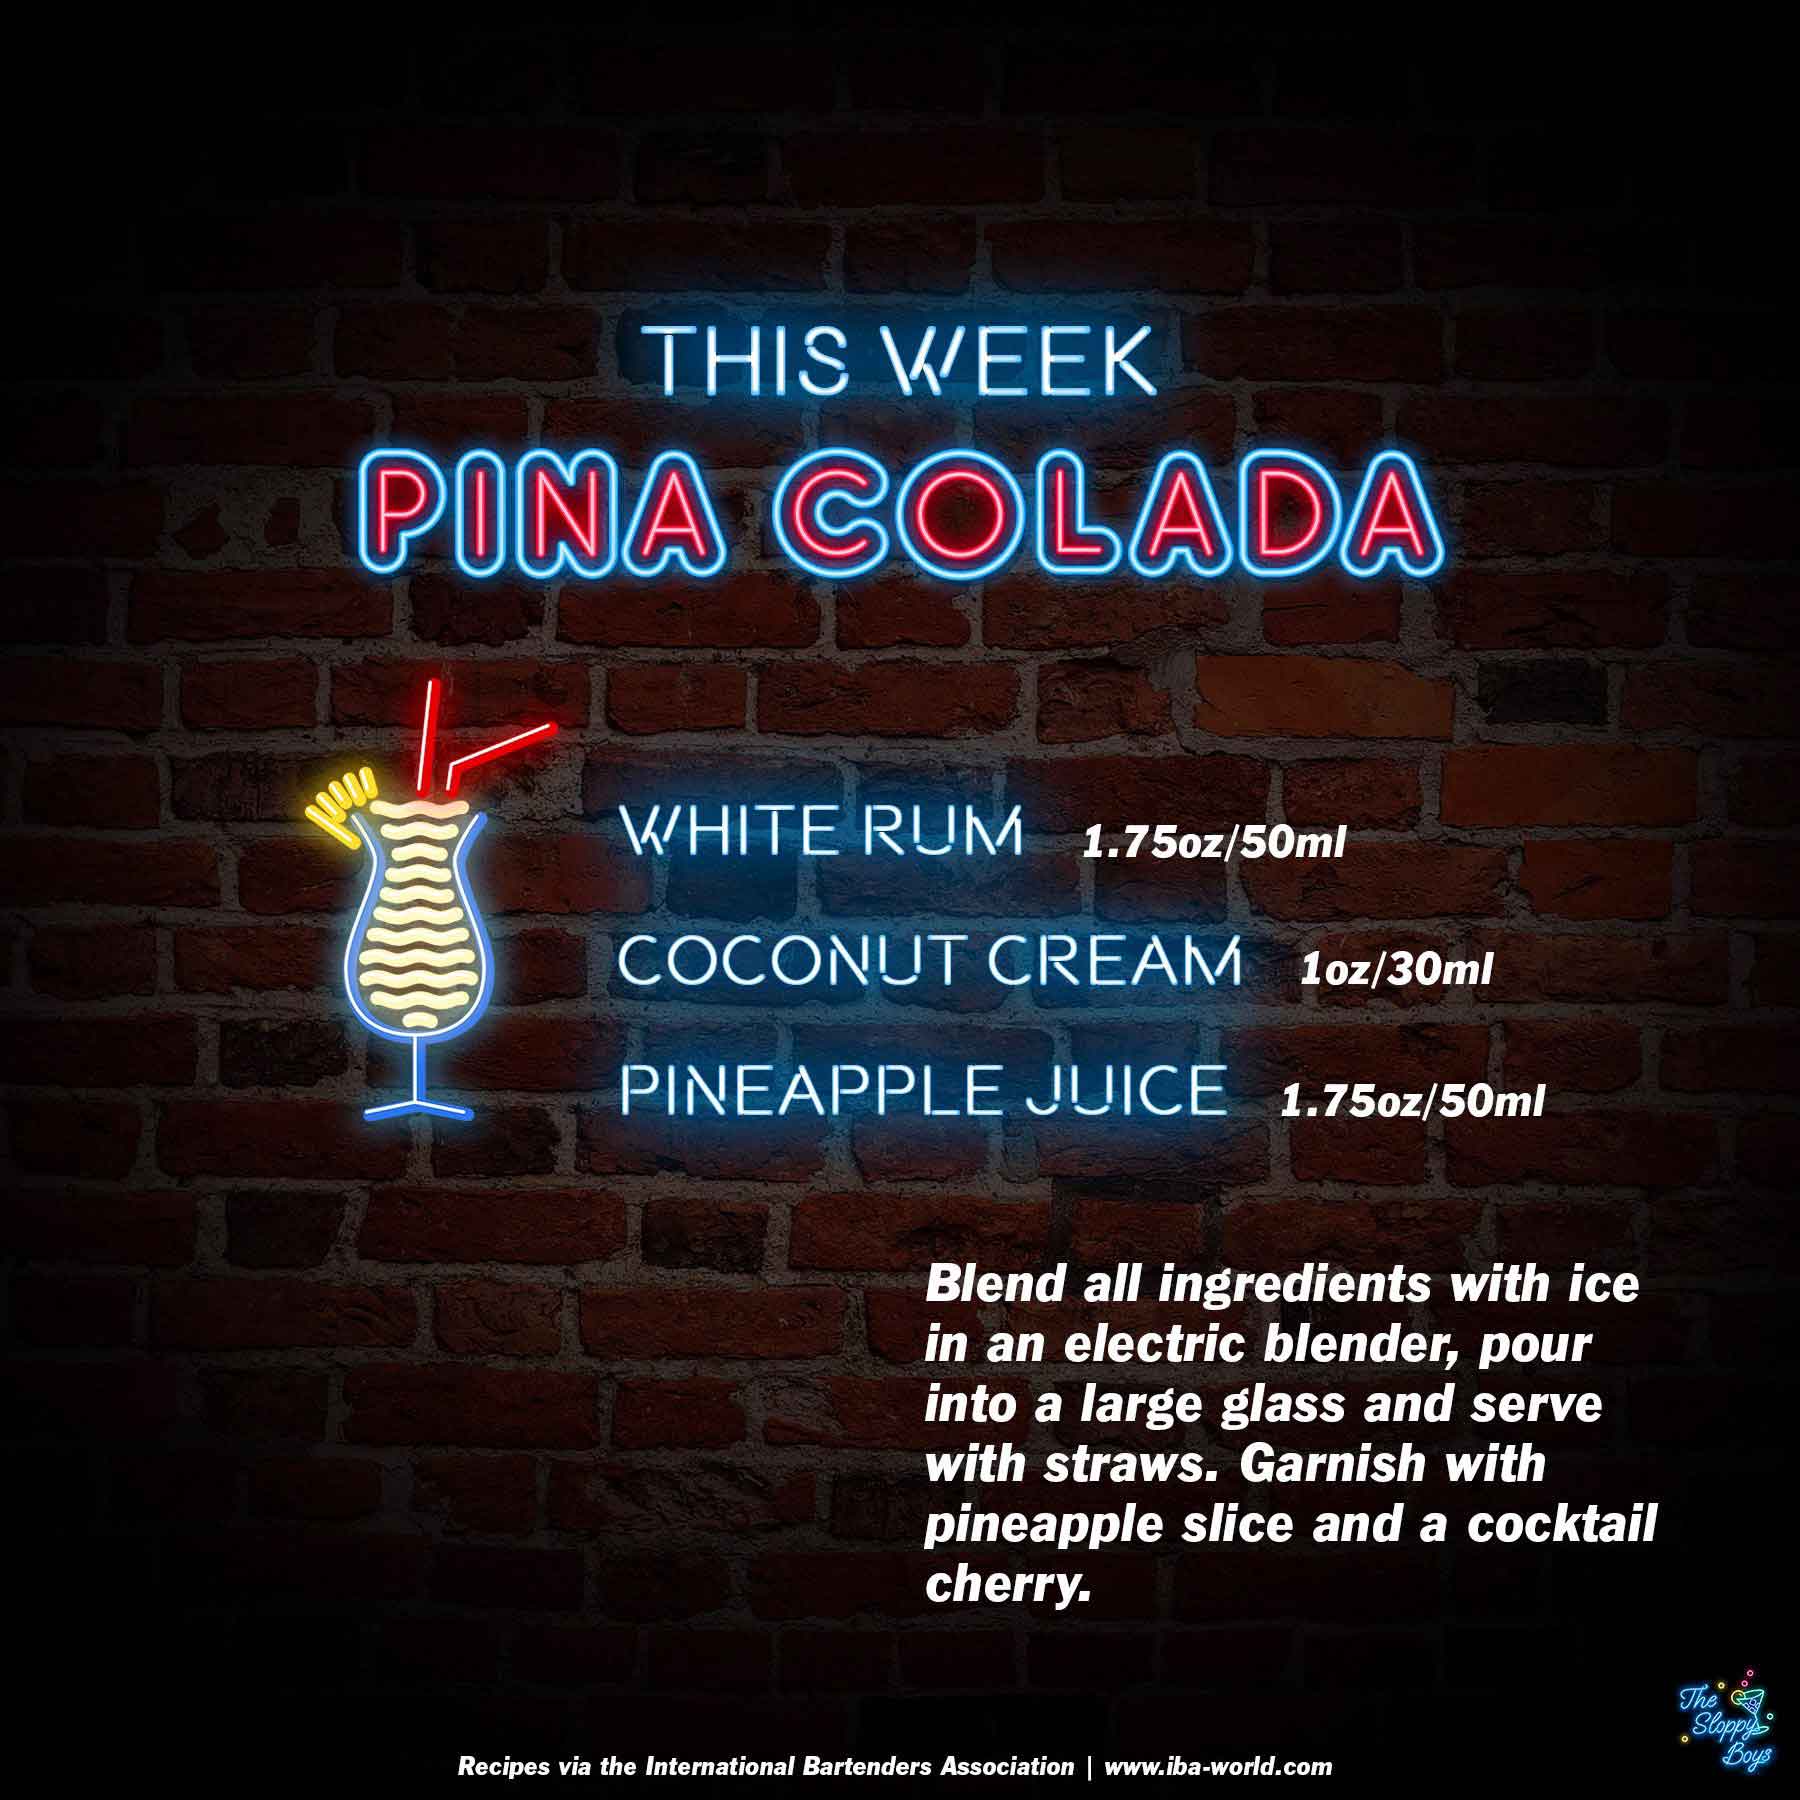 THIS WEEK
PINA COLADA
WHITE RUM 1.75oz/50ml
COCONUT CREAM 1oz/30ml
PINEAPPLE JUICE 1.75oz/50ml
Blend all ingredients with ice
in an electric blender, pour
into a large glass and serve
with straws. Garnish with
pineapple slice and a cocktail
cherry.
The
Sloppy
Boys
Recipes via the International Bartenders Association | www.iba-world.com